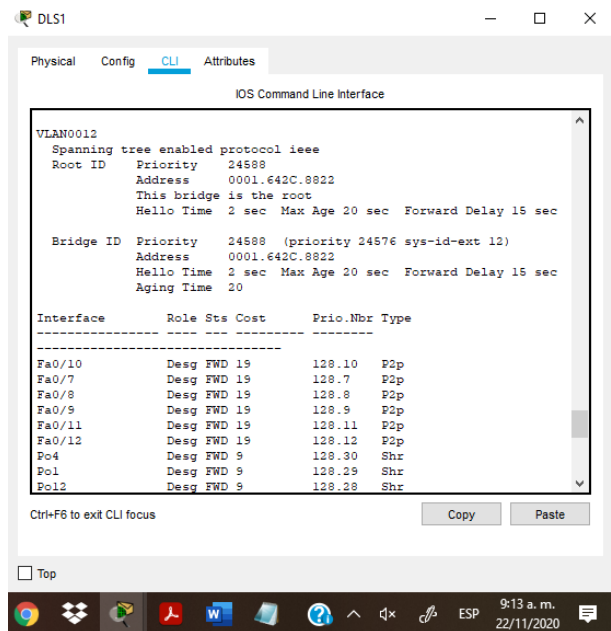 DLS1
Physical Config CLI Attributes
IOS Command Line Interface
VLAN0012
Spanning tree enabled protocol ieee
Root ID Priority 24588
Address 0001.642C.8822
This bridge is the root
Hello Time 2 sec Max Age 20 sec Forward Delay 15 sec
Bridge ID Priority 24588 (priority 24576 sys-id-ext 12)
Address 0001.642C.8822
Hello Time 2 sec Max Age 20 sec Forward Delay 15 sec
Aging Time 20
Interface Role Sts Cost Prio.Nbr Type
---------------- ---- --- --------- --------
--------------------------------
Fa0/10 Desg FWD 19 128.10 P2p
Fa0/7 Desg FWD 19 128.7 P2p
Fa0/8 Desg FWD 19 128.8 P2p
Fa0/9 Desg FWD 19 128.9 P2p
Fa0/11 Desg FWD 19 128.11 P2p
Fa0/12 Desg FWD 19 128.12 P2p
Po4 Desg FWD 9 128.30 Shr
Po1 Desg FWD 9 128.29 Shr
Po12 Desg FWD 9 128.28 Shr
Ctrl+F6 to exit CLI focus
Copy Paste
Top
ESP
9:13 a. m.
22/11/2020